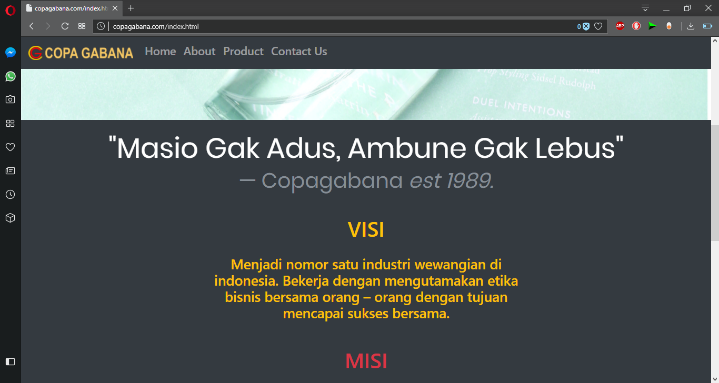 copagabana.com/index.ht
copagabana.com/index.html
0
ABP
COPA GABANA
Home About Product Contact Us
DUEL INTENTIONS
"Masio Gak Adus, Ambune Gak Lebus"
— Copagabana est 1989.
VISI
Menjadi nomor satu industri wewangian di
indonesia. Bekerja dengan mengutamakan etika
bisnis bersama orang – orang dengan tujuan
mencapai sukses bersama.
MISI